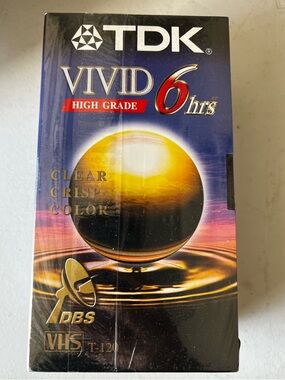 TDK®
VIVID 6hrs
HIGH GRADE
CLEAR
CRISP
COLOR
DBS
VHS T-120